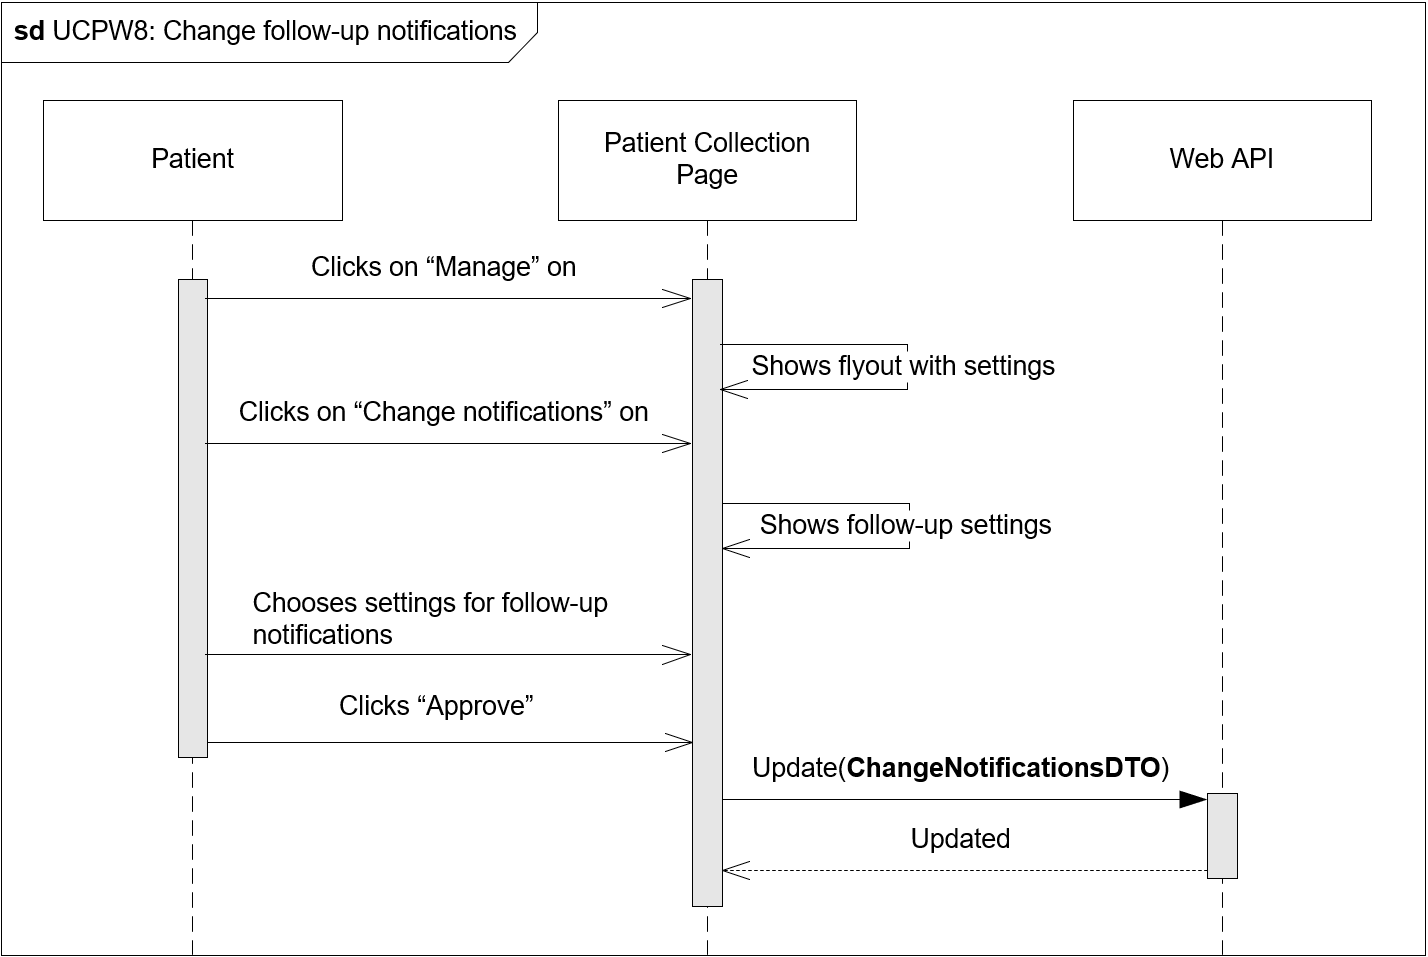 sd UCPW8: Change follow-up notifications
Patient
Patient Collection
Page
Web API
Clicks on “Manage” on
Shows flyout with settings
Clicks on “Change notifications” on
Shows follow-up settings
Chooses settings for follow-up
notifications
Clicks “Approve”
Update(ChangeNotificationsDTO)
Updated